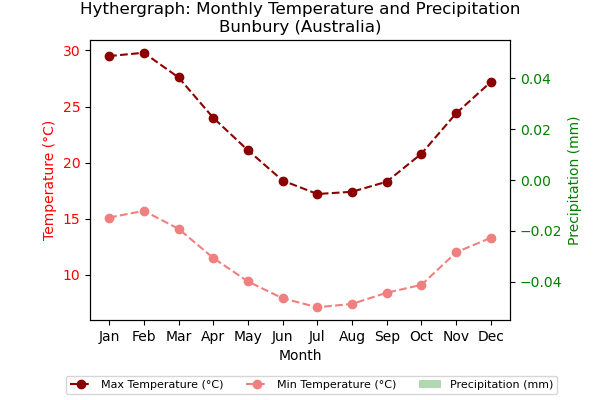 Hythergraph: Monthly Temperature and Precipitation
Bunbury (Australia)
30
25
20
15
10
Temperature (°C)
0.04
0.02
0.00
−0.02
−0.04
Precipitation (mm)
Jan Feb Mar Apr May Jun Jul Aug Sep Oct Nov Dec
Month
Max Temperature (°C) Min Temperature (°C) Precipitation (mm)